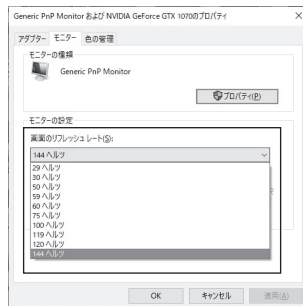 Generic PnP Monitor および NVIDIA GeForce GTX 1070のプロパティ
アダプター モニター 色の管理
モニターの種類
Generic PnP Monitor
プロパティ(P)
モニターの設定
画面のリフレッシュ レート(S):
144 ヘルツ
29 ヘルツ
30 ヘルツ
50 ヘルツ
59 ヘルツ
60 ヘルツ
75 ヘルツ
100 ヘルツ
119 ヘルツ
120 ヘルツ
144 ヘルツ
OK キャンセル 適用(A)